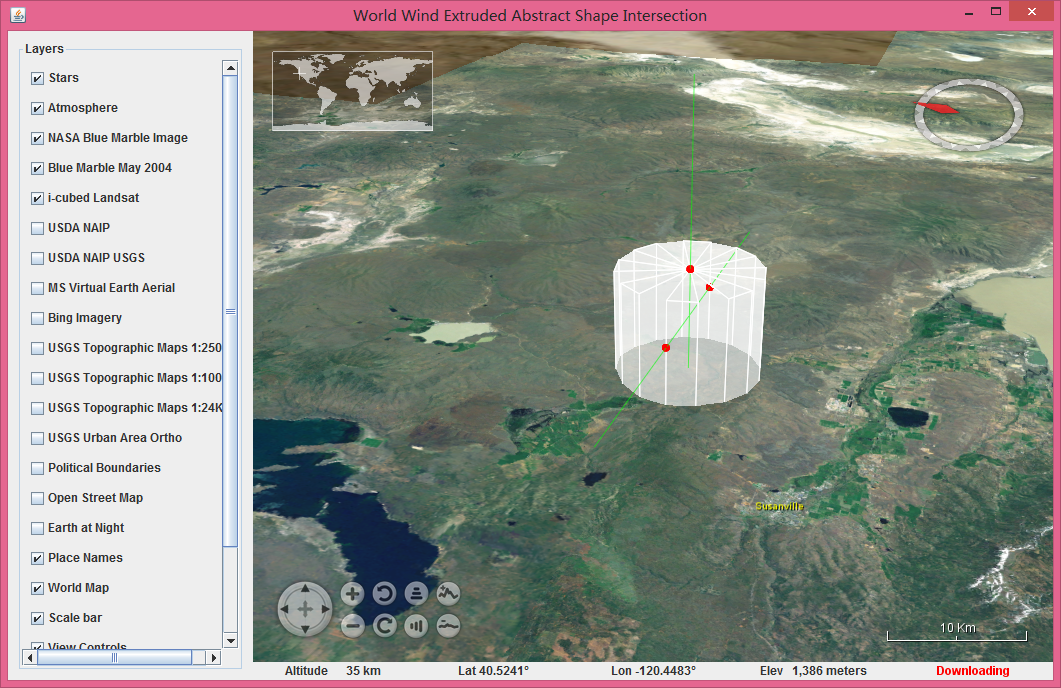 World Wind Extruded Abstract Shape Intersection
Layers
Stars
Atmosphere
NASA Blue Marble Image
Blue Marble May 2004
i-cubed Landsat
USDA NAIP
USDA NAIP USGS
MS Virtual Earth Aerial
Bing Imagery
USGS Topographic Maps 1:250
USGS Topographic Maps 1:100
USGS Topographic Maps 1:24K
USGS Urban Area Ortho
Political Boundaries
Open Street Map
Earth at Night
Place Names
World Map
Scale bar
View Controls
Susanville
10 Km
Altitude 35 km Lat 40.5241° Lon -120.4483° Elev 1,386 meters Downloading